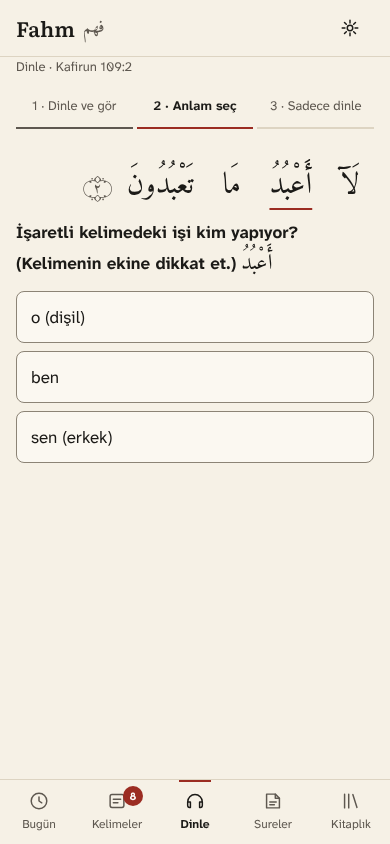 Fahm فهم
Dinle · Kafirun 109:2
1 · Dinle ve gör
2 · Anlam seç
3 · Sadece dinle
لَآ أَعْبُدُ مَا تَعْبُدُونَ ٢
İşaretli kelimedeki işi kim yapıyor?
(Kelimenin ekine dikkat et.) أَعْبُدُ
o (dişil)
ben
sen (erkek)
8
Bugün
Kelimeler
Dinle
Sureler
Kitaplık